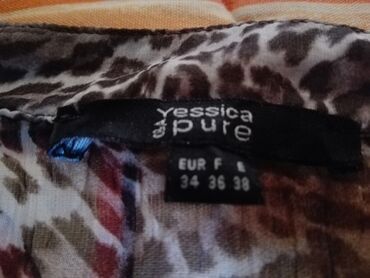 Yessica
C&A pure
EUR F E
34 36 38